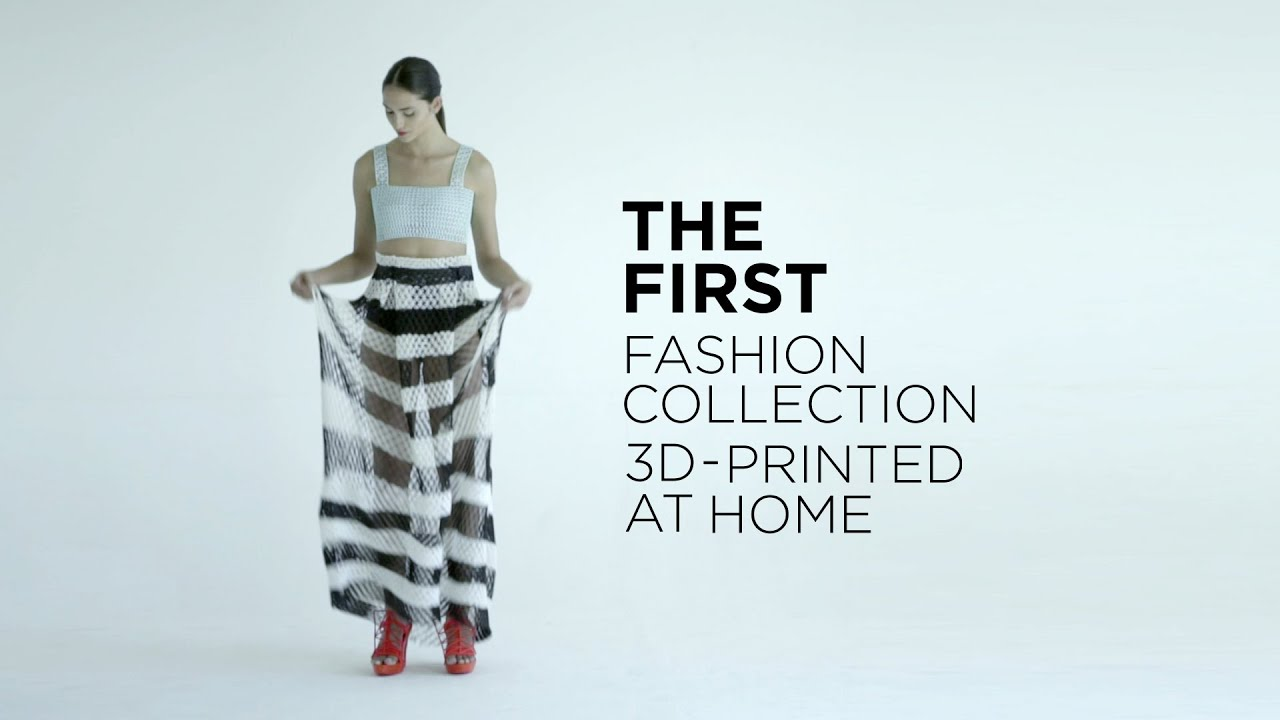 THE
FIRST
FASHION
COLLECTION
3D-PRINTED
AT HOME